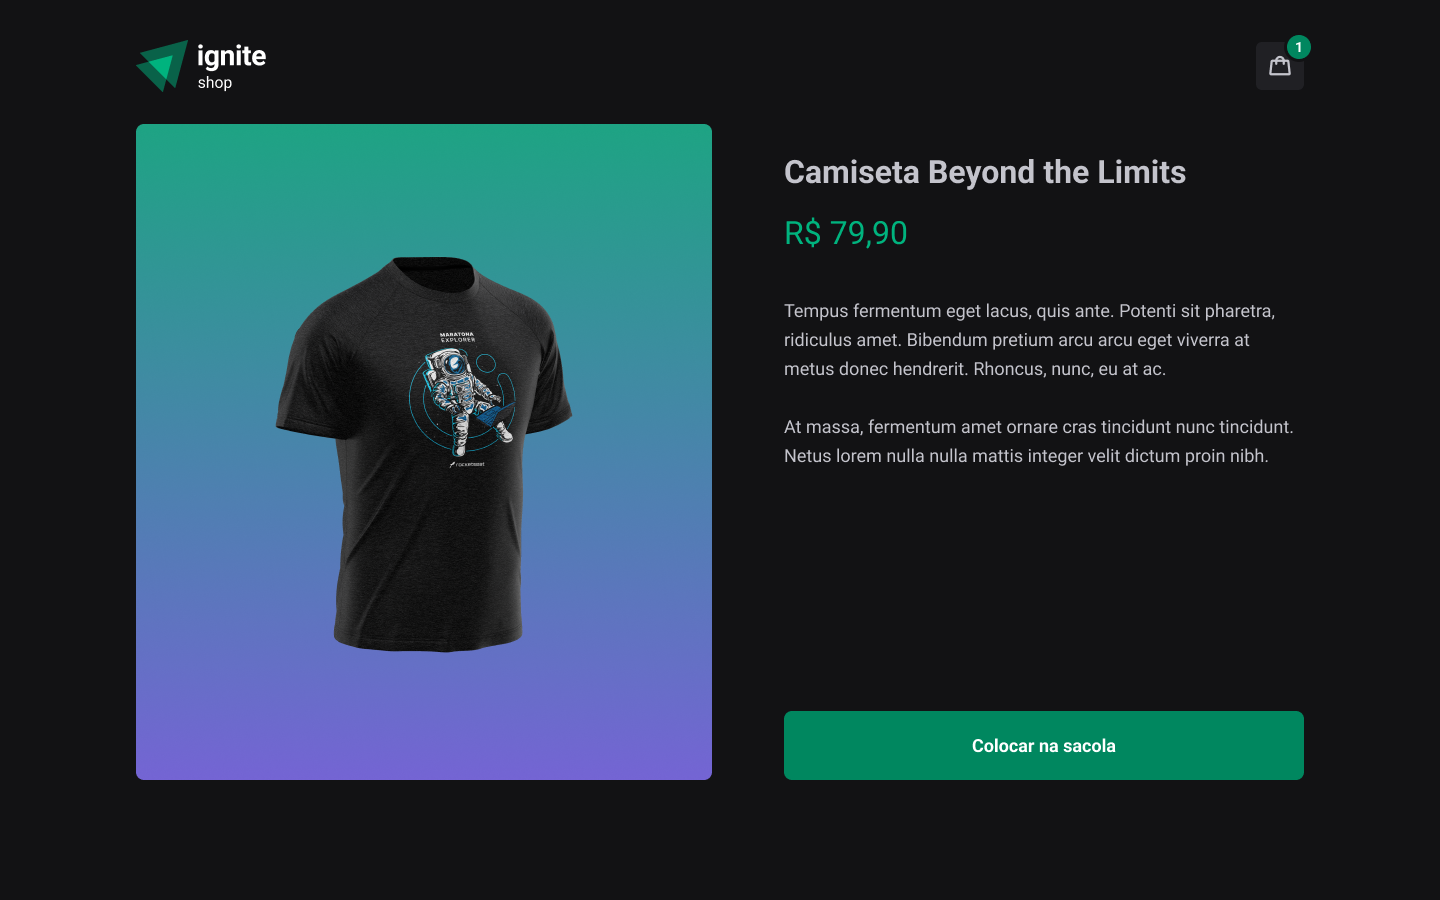 ignite
shop
1
Camiseta Beyond the Limits
R$ 79,90
MARATONA
EXPLORER
rocketseat
Tempus fermentum eget lacus, quis ante. Potenti sit pharetra,
ridiculus amet. Bibendum pretium arcu arcu eget viverra at
metus donec hendrerit. Rhoncus, nunc, eu at ac.
At massa, fermentum amet ornare cras tincidunt nunc tincidunt.
Netus lorem nulla nulla mattis integer velit dictum proin nibh.
Colocar na sacola